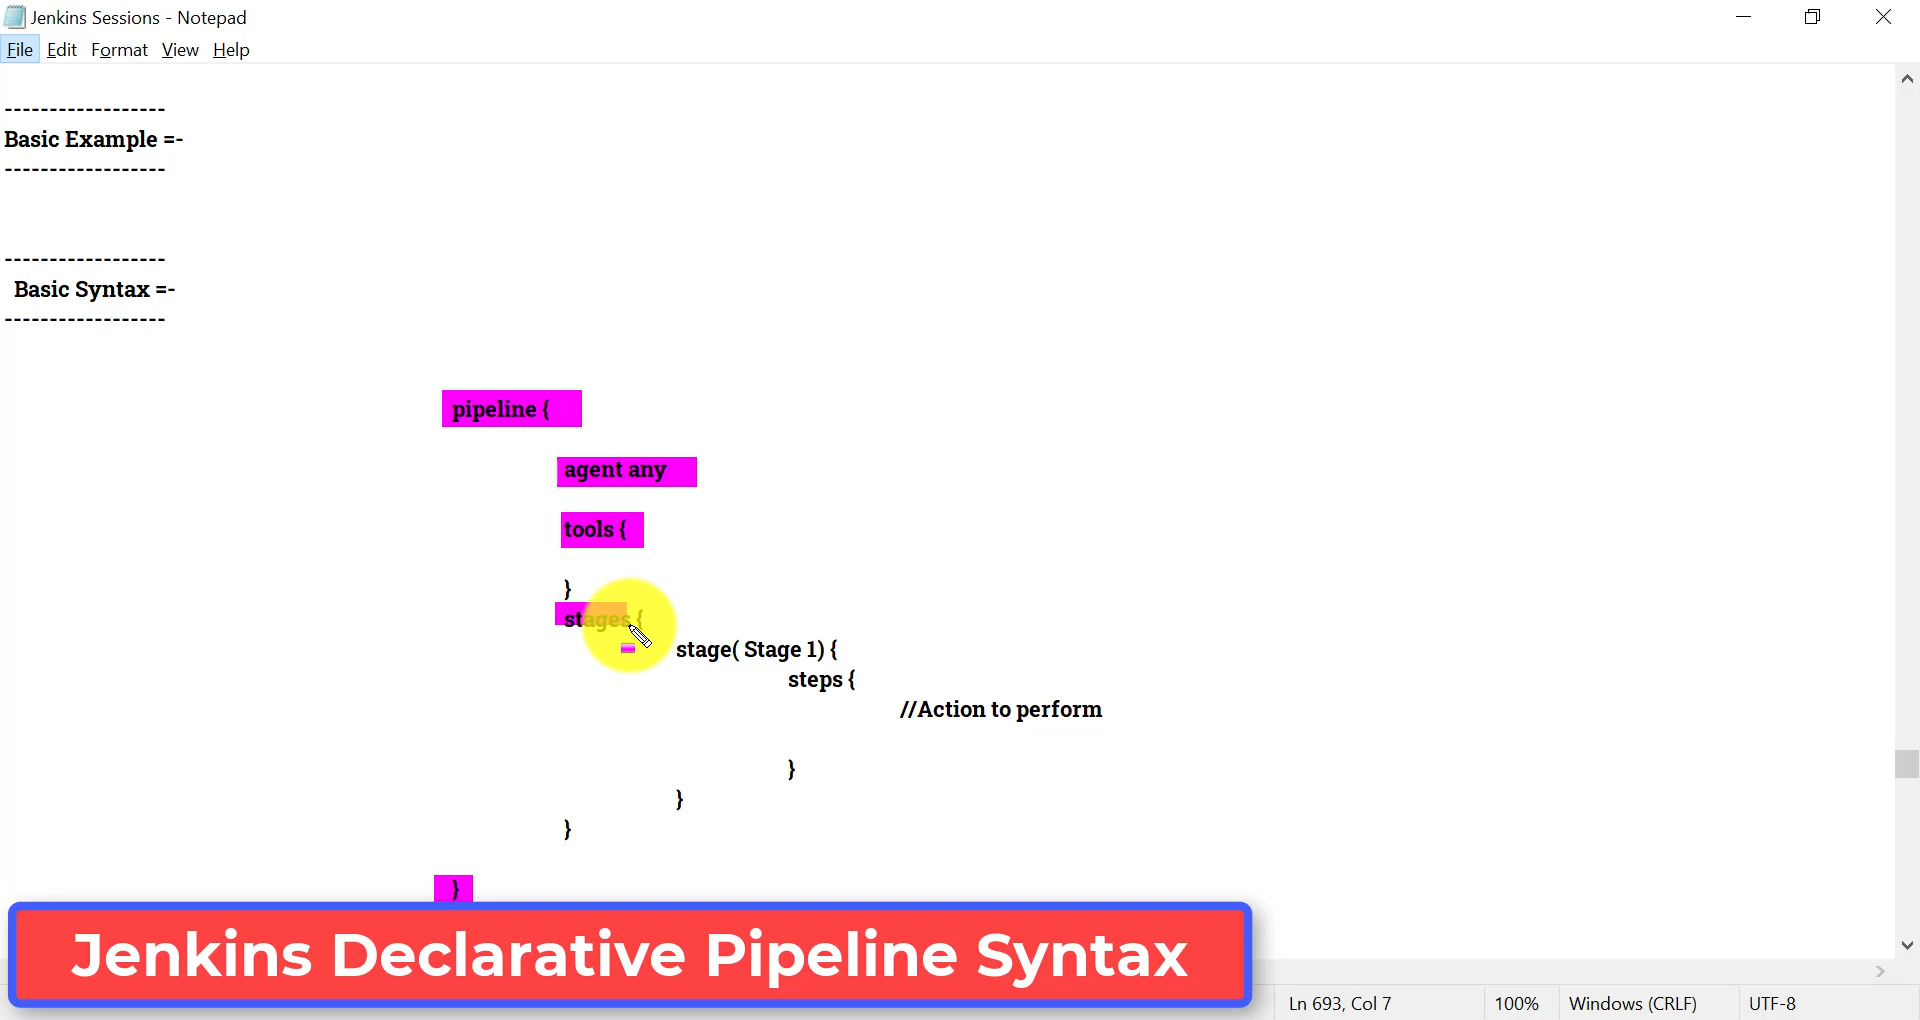 Jenkins Sessions - Notepad
File Edit Format View Help
------------------
Basic Example =-
------------------
------------------
Basic Syntax =-
------------------
pipeline {
agent any
tools {
}
stages {
stage( Stage 1) {
steps {
//Action to perform
}
}
}
}
Jenkins Declarative Pipeline Syntax
Ln 693, Col 7 100% Windows (CRLF) UTF-8